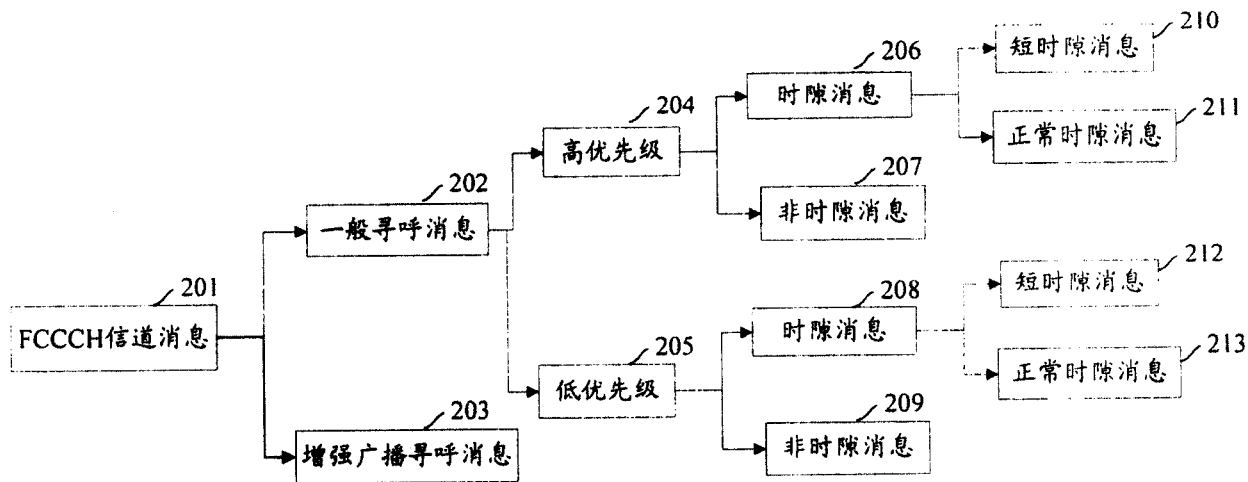 201
FCCCH信道消息
202
一般寻呼消息
203
增强广播寻呼消息
204
高优先级
205
低优先级
206
时隙消息
207
非时隙消息
208
时隙消息
209
非时隙消息
210
短时隙消息
211
正常时隙消息
212
短时隙消息
213
正常时隙消息